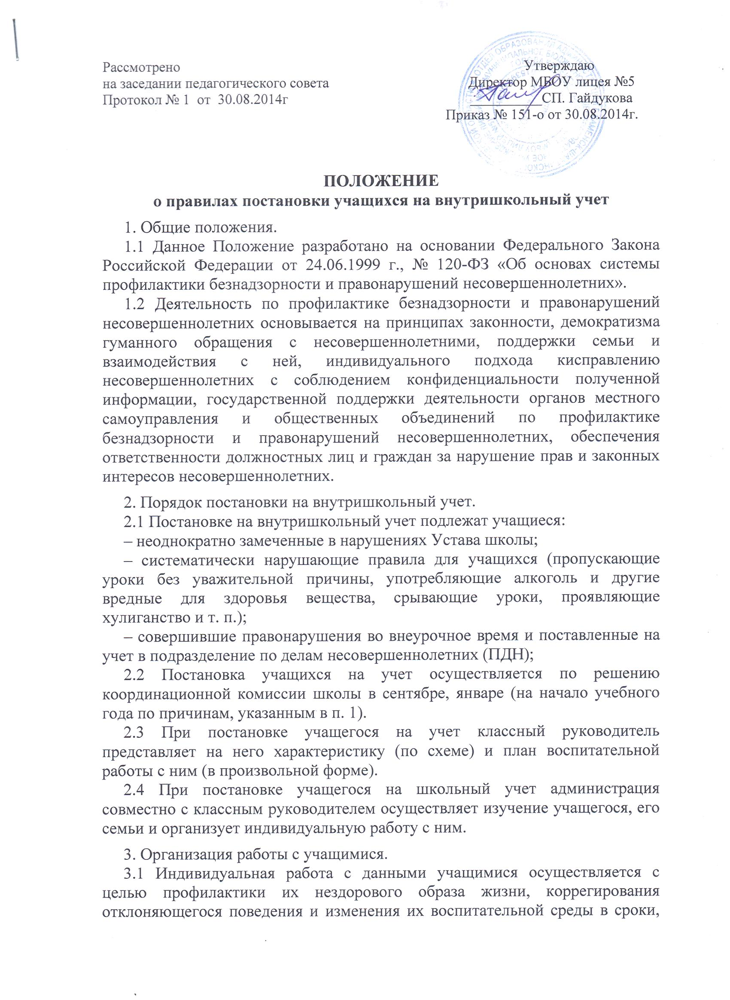 Рассмотрено
на заседании педагогического совета
Протокол № 1 от 30.08.2014г
Утверждаю
Директор МБОУ лицея №5
__________СП. Гайдукова
Приказ № 151-о от 30.08.2014г.
ПОЛОЖЕНИЕ
о правилах постановки учащихся на внутришкольный учет
1. Общие положения.
1.1 Данное Положение разработано на основании Федерального Закона
Российской Федерации от 24.06.1999 г., № 120-ФЗ «Об основах системы
профилактики безнадзорности и правонарушений несовершеннолетних».
1.2 Деятельность по профилактике безнадзорности и правонарушений
несовершеннолетних основывается на принципах законности, демократизма
гуманного обращения с несовершеннолетними, поддержки семьи и
взаимодействия с ней, индивидуального подхода кисправлению
несовершеннолетних с соблюдением конфиденциальности полученной
информации, государственной поддержки деятельности органов местного
самоуправления и общественных объединений по профилактике
безнадзорности и правонарушений несовершеннолетних, обеспечения
ответственности должностных лиц и граждан за нарушение прав и законных
интересов несовершеннолетних.
2. Порядок постановки на внутришкольный учет.
2.1 Постановке на внутришкольный учет подлежат учащиеся:
– неоднократно замеченные в нарушениях Устава школы;
– систематически нарушающие правила для учащихся (пропускающие
уроки без уважительной причины, употребляющие алкоголь и другие
вредные для здоровья вещества, срывающие уроки, проявляющие
хулиганство и т. п.);
– совершившие правонарушения во внеурочное время и поставленные на
учет в подразделение по делам несовершеннолетних (ПДН);
2.2 Постановка учащихся на учет осуществляется по решению
координационной комиссии школы в сентябре, январе (на начало учебного
года по причинам, указанным в п. 1).
2.3 При постановке учащегося на учет классный руководитель
представляет на него характеристику (по схеме) и план воспитательной
работы с ним (в произвольной форме).
2.4 При постановке учащегося на школьный учет администрация
совместно с классным руководителем осуществляет изучение учащегося, его
семьи и организует индивидуальную работу с ним.
3. Организация работы с учащимися.
3.1 Индивидуальная работа с данными учащимися осуществляется с
целью профилактики их нездорового образа жизни, коррегирования
отклоняющегося поведения и изменения их воспитательной среды в сроки,